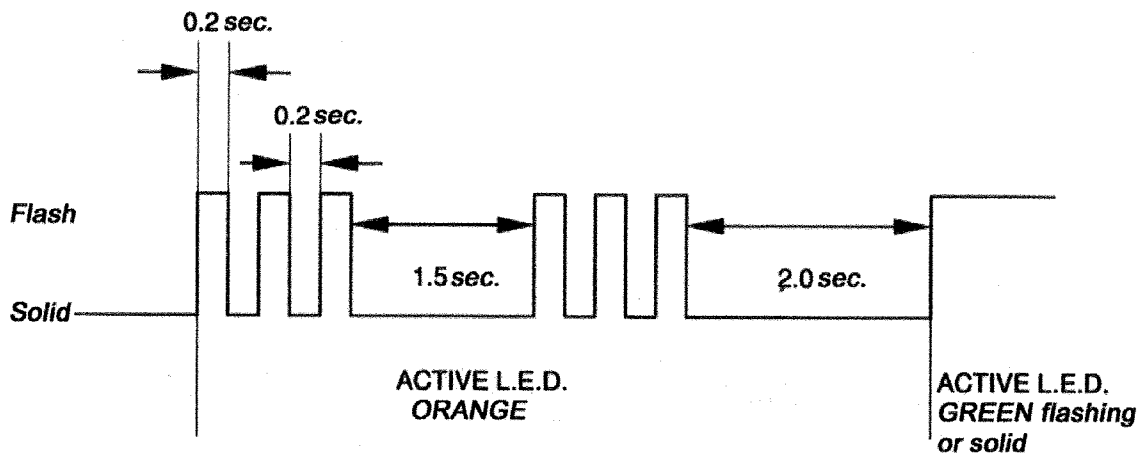 0.2 sec.
0.2 sec.
Flash
1.5 sec.
2.0 sec.
Solid
ACTIVE L.E.D.
ORANGE
ACTIVE L.E.D.
GREEN flashing
or solid